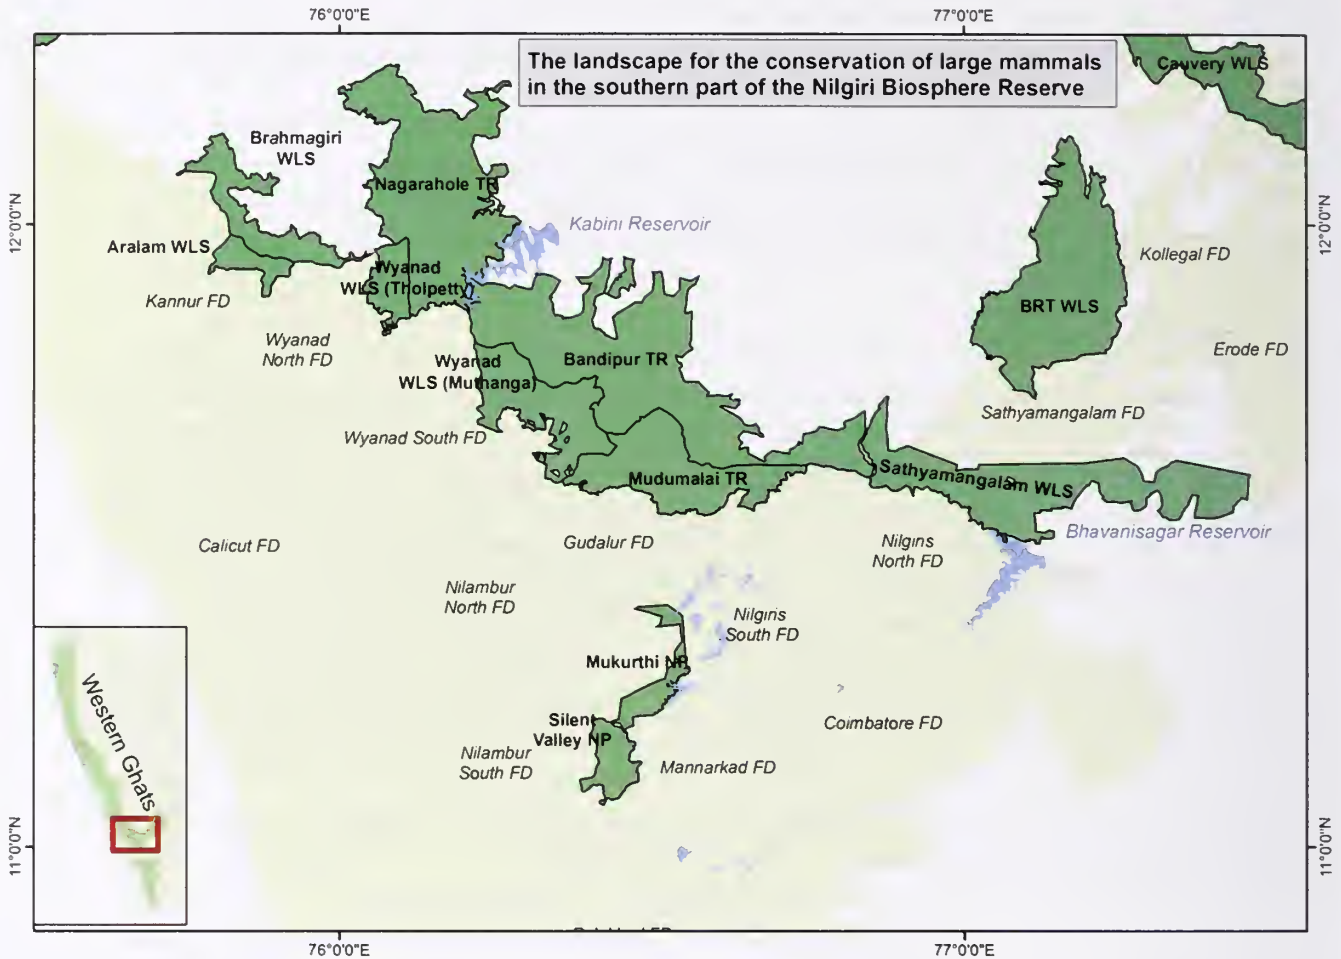 76°0'0"E
77°0'0"E
The landscape for the conservation of large mammals
in the southern part of the Nilgiri Biosphere Reserve
Cauvery WLS
Brahmagiri
WLS
Nagarahole TR
12°0'0"N
12°0'0"N
Kabini Reservoir
Aralam WLS
Kollegal FD
Wyanad
WLS (Tholpetty)
Kannur FD
BRT WLS
Wyanad
North FD
Erode FD
Wyanad
WLS (Muthanga)
Bandipur TR
Sathyamangalam FD
Wyanad South FD
Mudumalai TR
Sathyamangalam WLS
Bhavanisagar Reservoir
Calicut FD
Gudalur FD
Nilgiris
North FD
Nilambur
North FD
Nilgiris
South FD
Mukurthi NP
Western Ghats
Silent
Valley NP
Coimbatore FD
Nilambur
South FD
Mannarkad FD
11°0'0"N
11°0'0"N
76°0'0"E
77°0'0"E